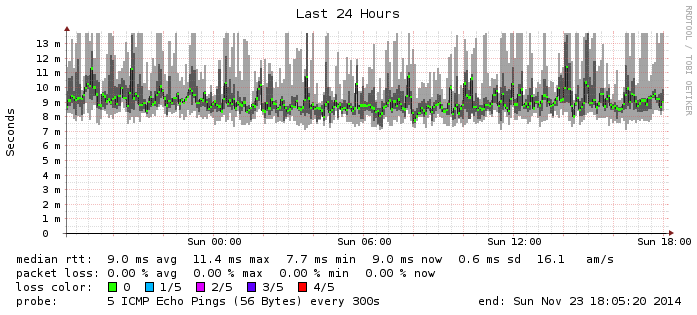 Last 24 Hours
RRDTOOL / TOBI OETIKER
Seconds
13 m
12 m
11 m
10 m
9 m
8 m
7 m
6 m
5 m
4 m
3 m
2 m
1 m
0
Sun 00:00 Sun 06:00 Sun 12:00 Sun 18:00
median rtt: 9.0 ms avg 11.4 ms max 7.7 ms min 9.0 ms now 0.6 ms sd 16.1 am/s
packet loss: 0.00 % avg 0.00 % max 0.00 % min 0.00 % now
loss color: 0 1/5 2/5 3/5 4/5
probe: 5 ICMP Echo Pings (56 Bytes) every 300s end: Sun Nov 23 18:05:20 2014